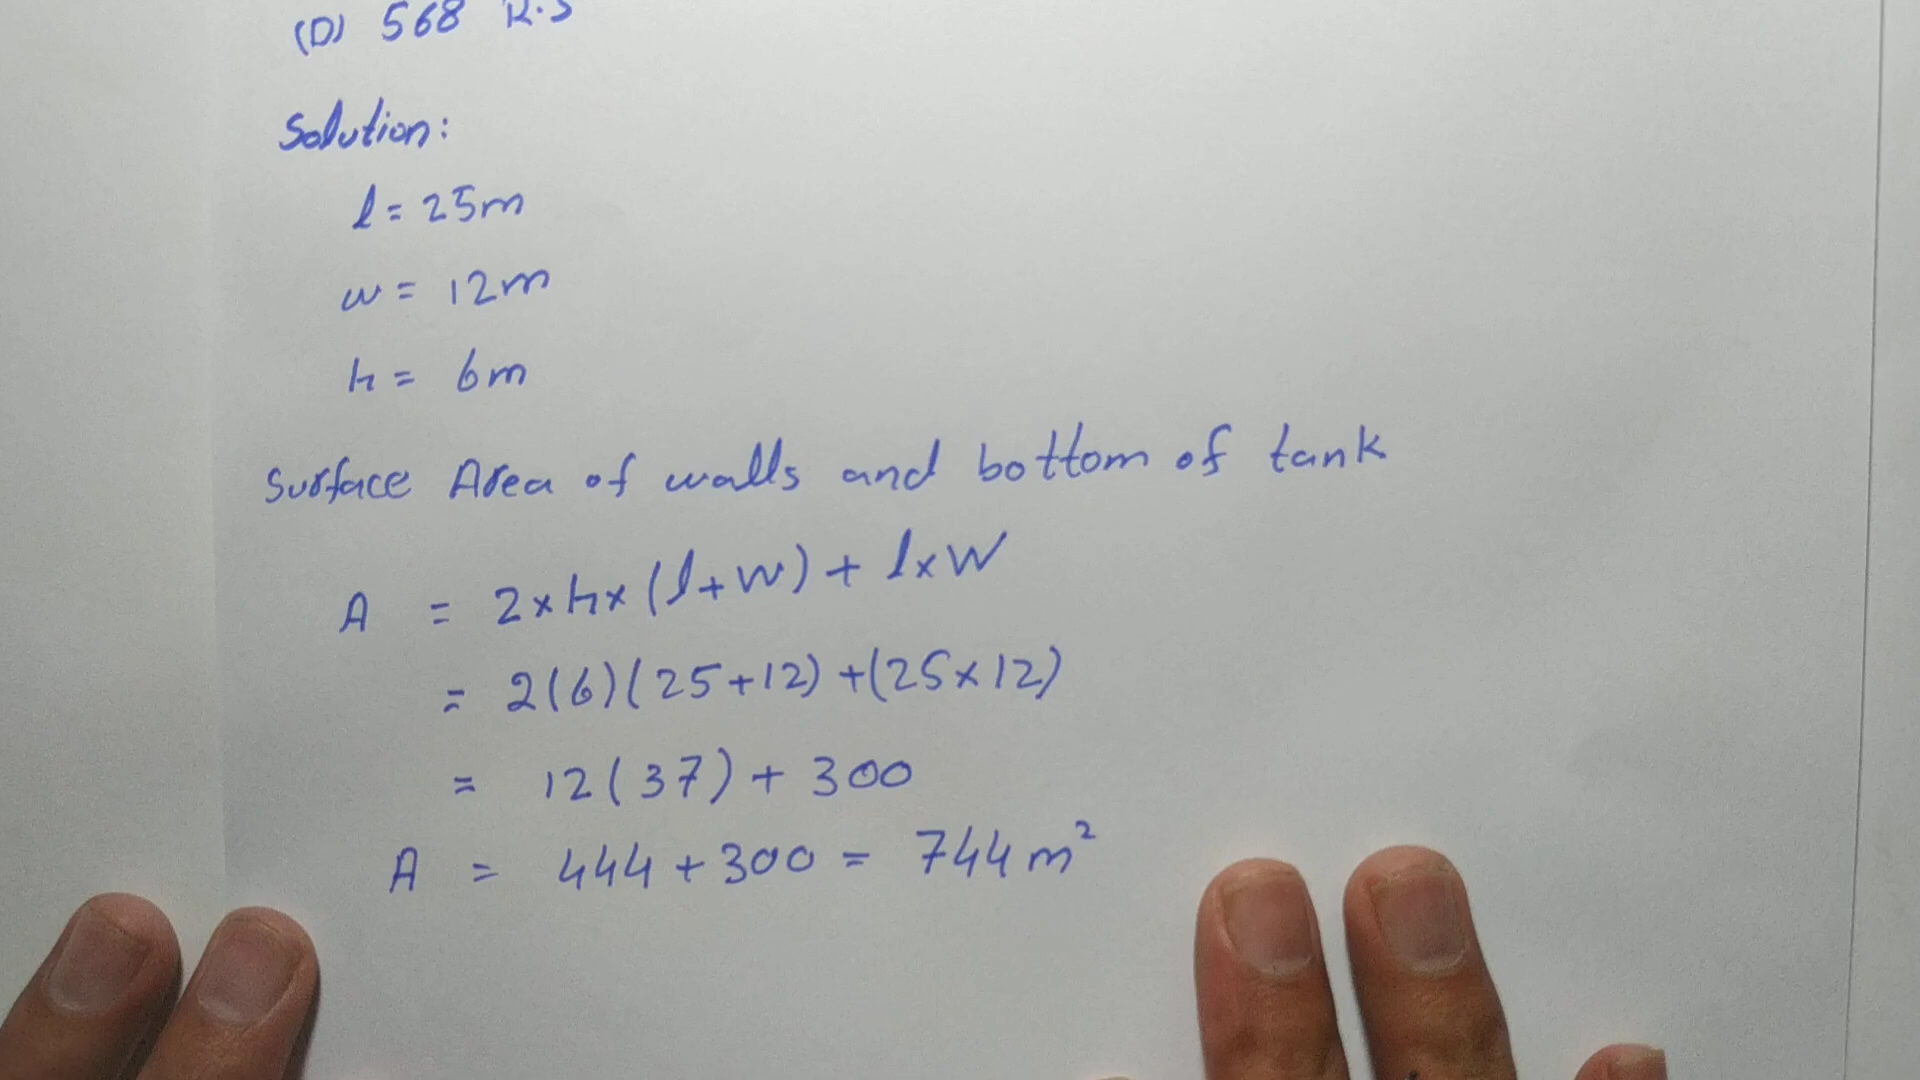 (D) 568 R.S
Solution:
l = 25m
w = 12m
h = 6m
Surface Area of walls and bottom of tank
A = 2×h×(l+w) + l×w
= 2(6)(25+12)+(25×12)
= 12(37)+ 300
A = 444 + 300 = 744 m²